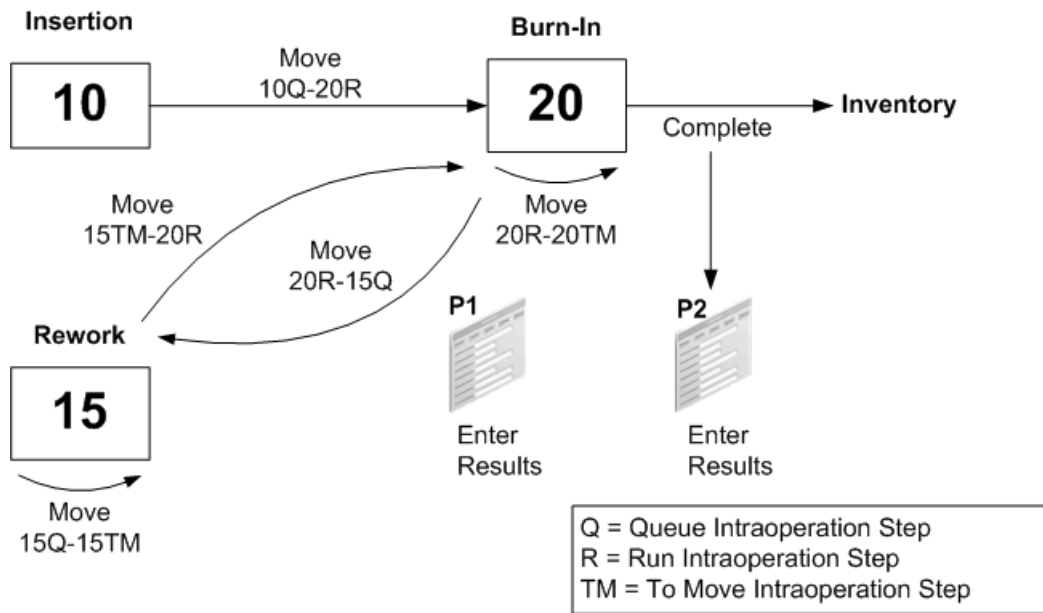 Insertion
Burn-In
10
Move
10Q-20R
20
Inventory
Complete
Move
15TM-20R
Move
20R-15Q
Move
20R-20TM
P1
P2
Rework
15
Enter
Results
Enter
Results
Move
15Q-15TM
Q = Queue Intraoperation Step
R = Run Intraoperation Step
TM = To Move Intraoperation Step